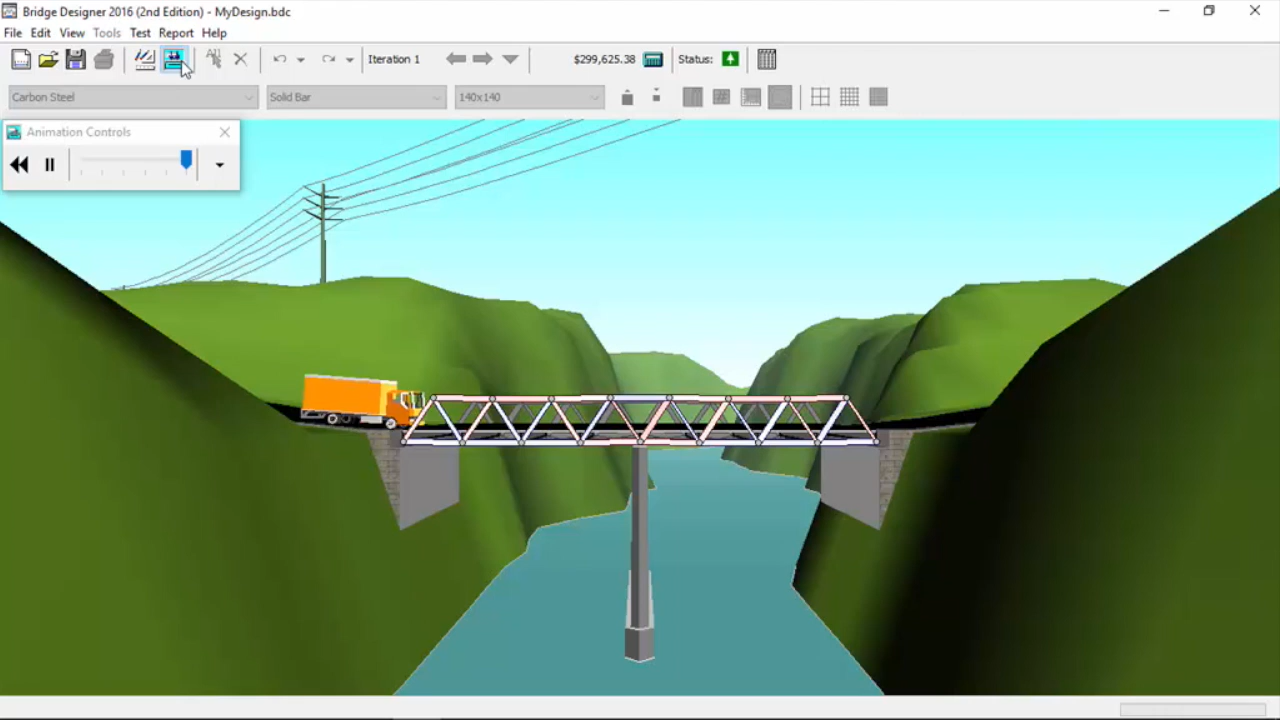 Bridge Designer 2016 (2nd Edition) - MyDesign.bdc
File Edit View Tools Test Report Help
Iteration 1 $299,625.38 Status:
Carbon Steel Solid Bar 140x140
Animation Controls